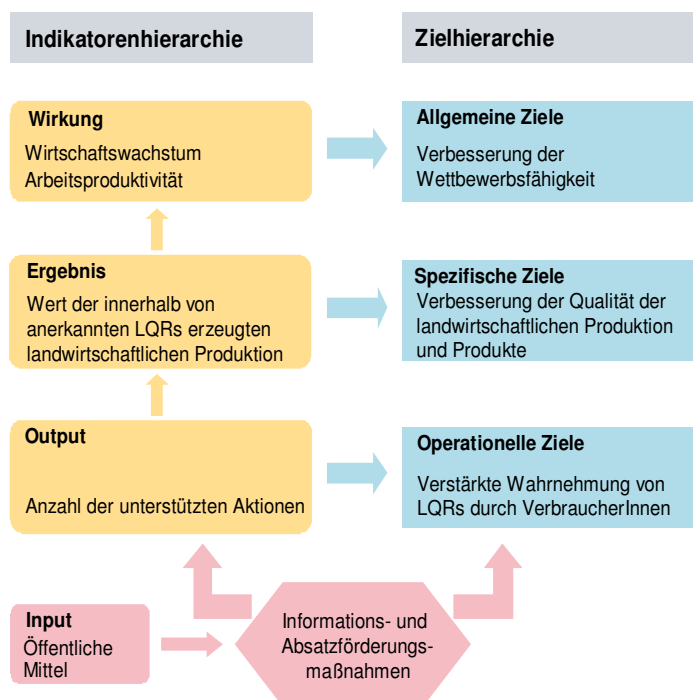 Indikatorenhierarchie
Zielhierarchie
Wirkung
Wirtschaftswachstum
Arbeitsproduktivität
Allgemeine Ziele
Verbesserung der
Wettbewerbsfähigkeit
Ergebnis
Wert der innerhalb von
anerkannten LQRs erzeugten
landwirtschaftlichen Produktion
Spezifische Ziele
Verbesserung der Qualität der
landwirtschaftlichen Produktion
und Produkte
Output
Anzahl der unterstützten Aktionen
Operationelle Ziele
Verstärkte Wahrnehmung von
LQRs durch VerbraucherInnen
Input
Öffentliche
Mittel
Informations- und
Absatzförderungs-
maßnahmen